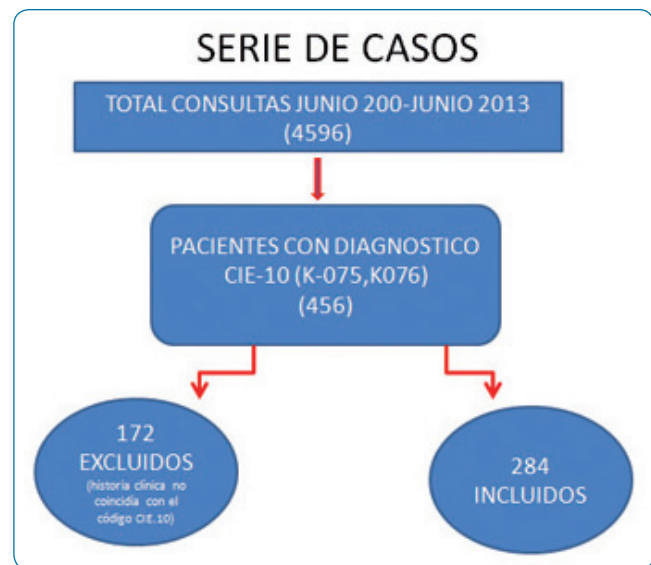 SERIE DE CASOS
TOTAL CONSULTAS JUNIO 200-JUNIO 2013
(4596)
PACIENTES CON DIAGNOSTICO
CIE-10 (K-075,K076)
(456)
172
EXCLUIDOS
(historia clínica no
coincidía con el
código CIE.10)
284
INCLUIDOS